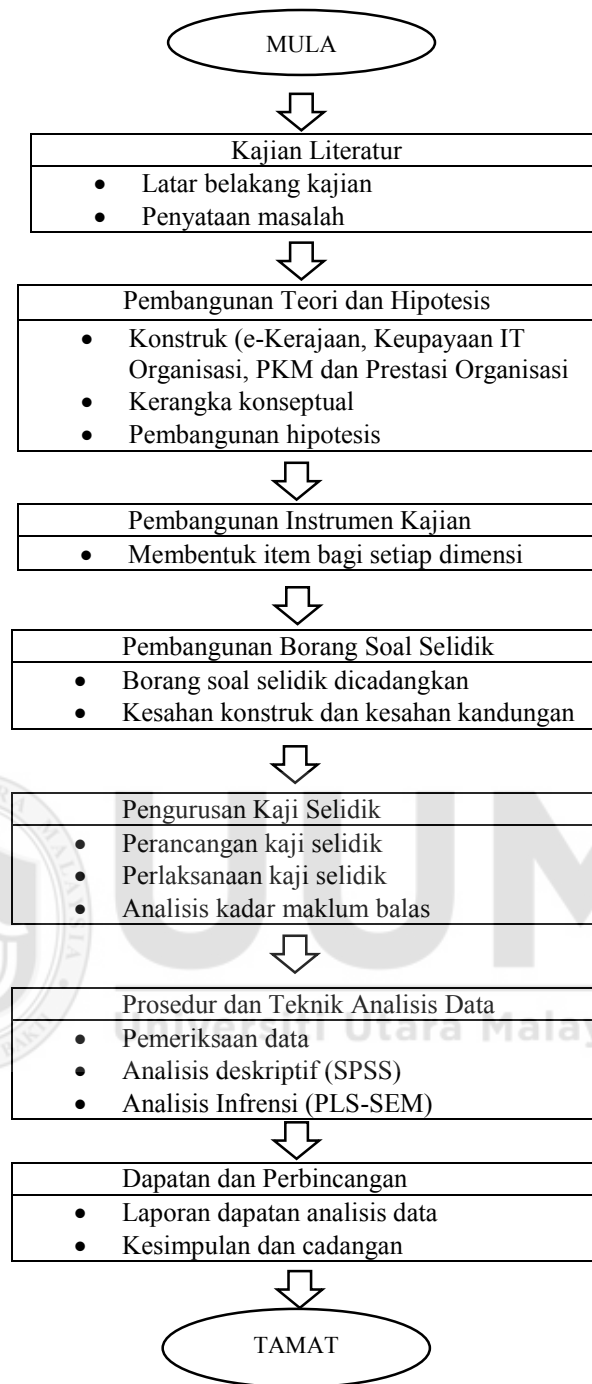 MULA
Kajian Literatur
• Latar belakang kajian
• Penyataan masalah
Pembangunan Teori dan Hipotesis
• Konstruk (e-Kerajaan, Keupayaan IT
Organisasi, PKM dan Prestasi Organisasi
• Kerangka konseptual
• Pembangunan hipotesis
Pembangunan Instrumen Kajian
• Membentuk item bagi setiap dimensi
Pembangunan Borang Soal Selidik
• Borang soal selidik dicadangkan
• Kesahan konstruk dan kesahan kandungan
Pengurusan Kaji Selidik
• Perancangan kaji selidik
• Perlaksanaan kaji selidik
• Analisis kadar maklum balas
UUM
Prosedur dan Teknik Analisis Data
Universiti Utara Malay
• Pemeriksaan data
• Analisis deskriptif (SPSS)
• Analisis Infrensi (PLS-SEM)
Dapatan dan Perbincangan
• Laporan dapatan analisis data
• Kesimpulan dan cadangan
TAMAT